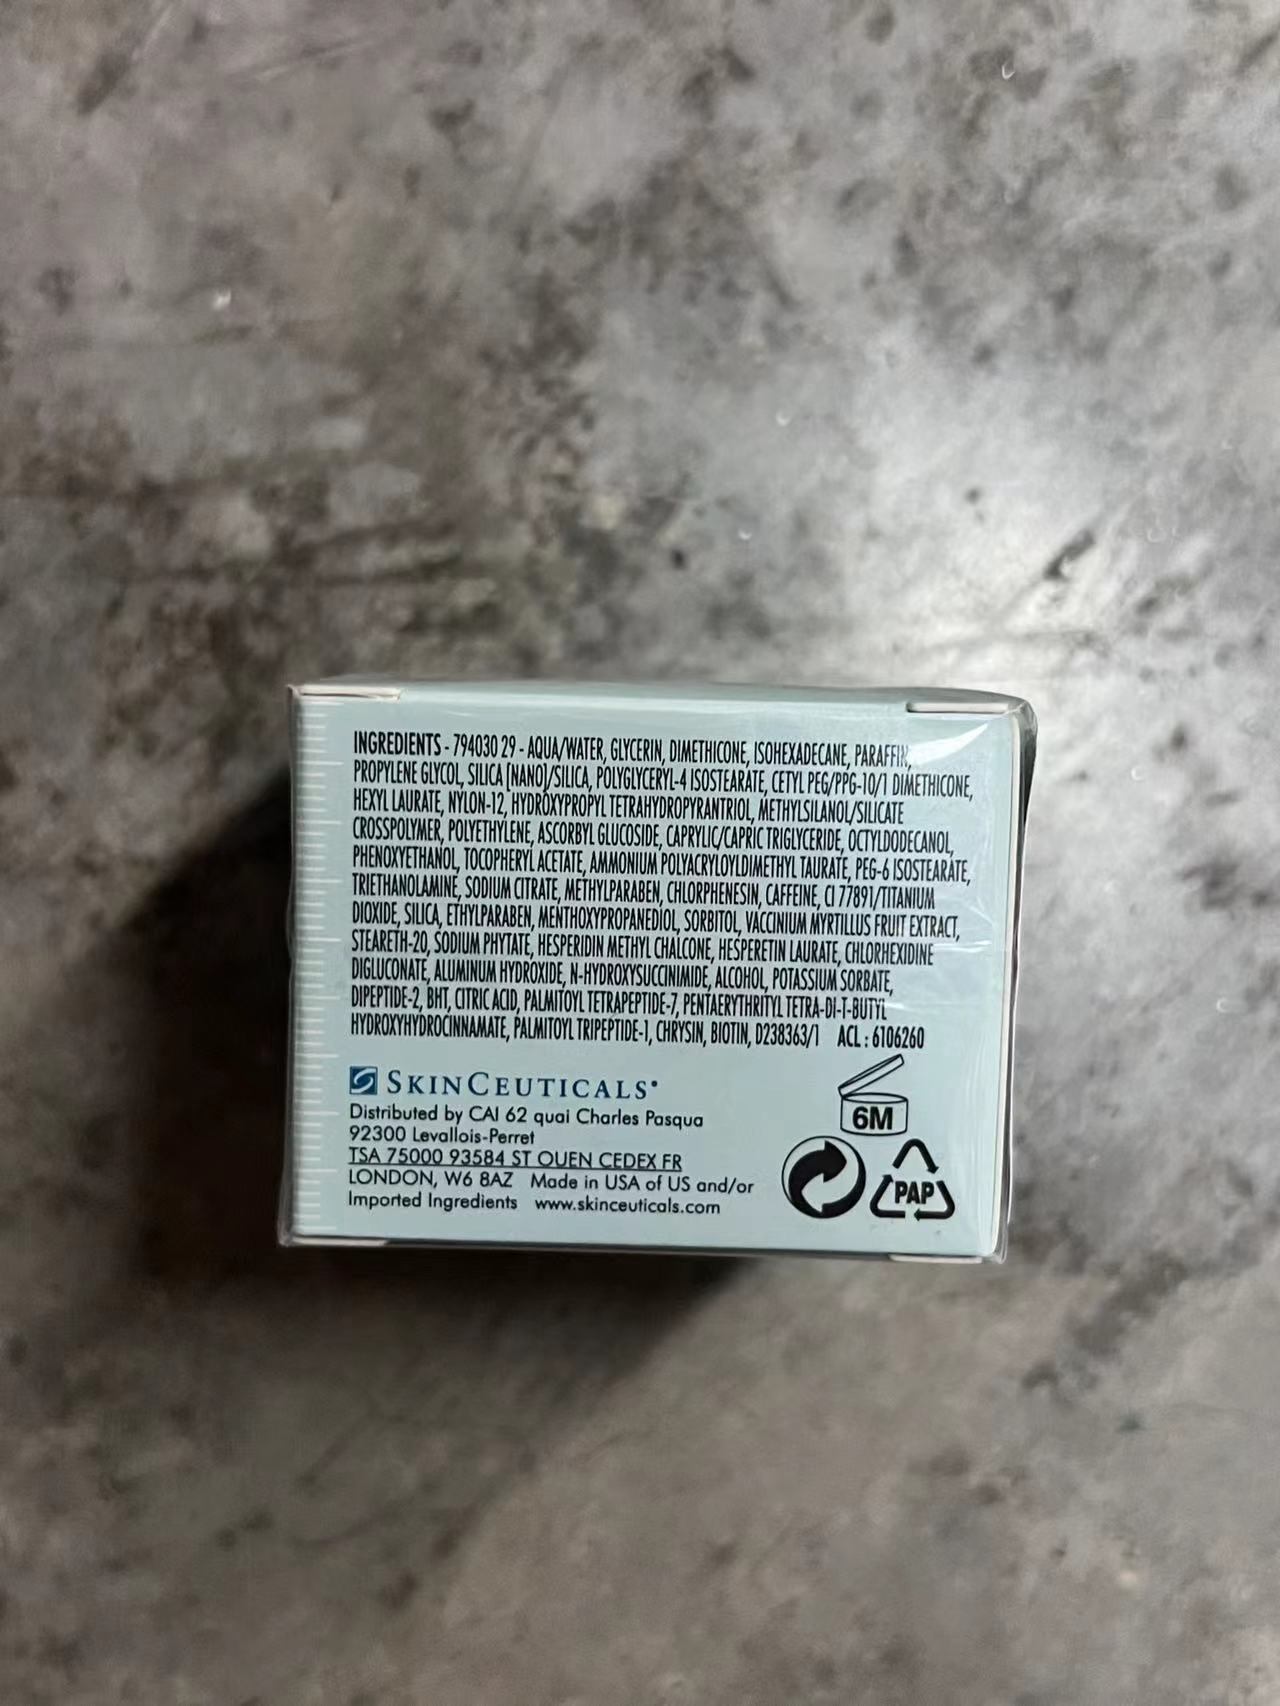 INGREDIENTS - 794030 29 - AQUA/WATER, GLYCERIN, DIMETHICONE, ISOHEXADECANE, PARAFFIN,
PROPYLENE GLYCOL, SILICA [NANO]/SILICA, POLYGLYCERYL-4 ISOSTEARATE, CETYL PEG/PPG-10/1 DIMETHICONE,
HEXYL LAURATE, NYLON-12, HYDROXYPROPYL TETRAHYDROPYRANTRIOL, METHYLSILANOL/SILICATE
CROSSPOLYMER, POLYETHYLENE, ASCORBYL GLUCOSIDE, CAPRYLIC/CAPRIC TRIGLYCERIDE, OCTYLDODECANOL,
PHENOXYETHANOL, TOCOPHERYL ACETATE, AMMONIUM POLYACRYLOYLDIMETHYL TAURATE, PEG-6 ISOSTEARATE,
TRIETHANOLAMINE, SODIUM CITRATE, METHYLPARABEN, CHLORPHENESIN, CAFFEINE, CI 77891/TITANIUM
DIOXIDE, SILICA, ETHYLPARABEN, MENTHOXYPROPANEDIOL, SORBITOL, VACCINIUM MYRTILLUS FRUIT EXTRACT,
STEARETH-20, SODIUM PHYTATE, HESPERIDIN METHYL CHALCONE, HESPERETIN LAURATE, CHLORHEXIDINE
DIGLUCONATE, ALUMINUM HYDROXIDE, N-HYDROXYSUCCINIMIDE, ALCOHOL, POTASSIUM SORBATE,
DIPEPTIDE-2, BHT, CITRIC ACID, PALMITOYL TETRAPEPTIDE-7, PENTAERYTHRITYL TETRA-DI-T-BUTYL
HYDROXYHYDROCINNAMATE, PALMITOYL TRIPEPTIDE-1, CHRYSIN, BIOTIN, D238363/1 ACL : 6106260
SKINCEUTICALS
Distributed by CAI 62 quai Charles Pasqua
92300 Levallois-Perret
TSA 75000 93584 ST OUEN CEDEX FR
LONDON, W6 8AZ Made in USA of US and/or
Imported Ingredients www.skinceuticals.com
6M
PAP